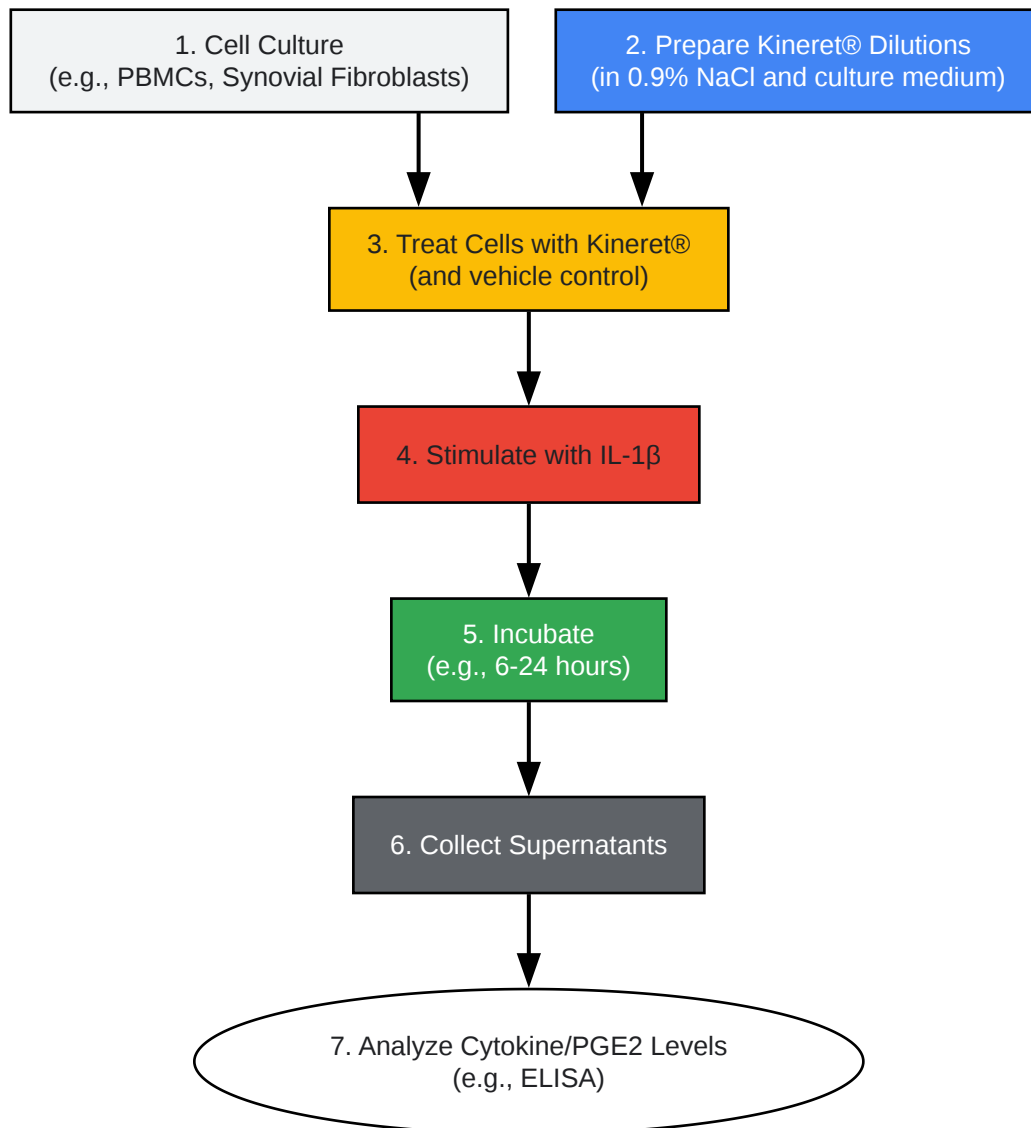 1. Cell Culture
(e.g., PBMCs, Synovial Fibroblasts)
2. Prepare Kineret® Dilutions
(in 0.9% NaCl and culture medium)
3. Treat Cells with Kineret®
(and vehicle control)
4. Stimulate with IL-1β
5. Incubate
(e.g., 6-24 hours)
6. Collect Supernatants
7. Analyze Cytokine/PGE2 Levels
(e.g., ELISA)